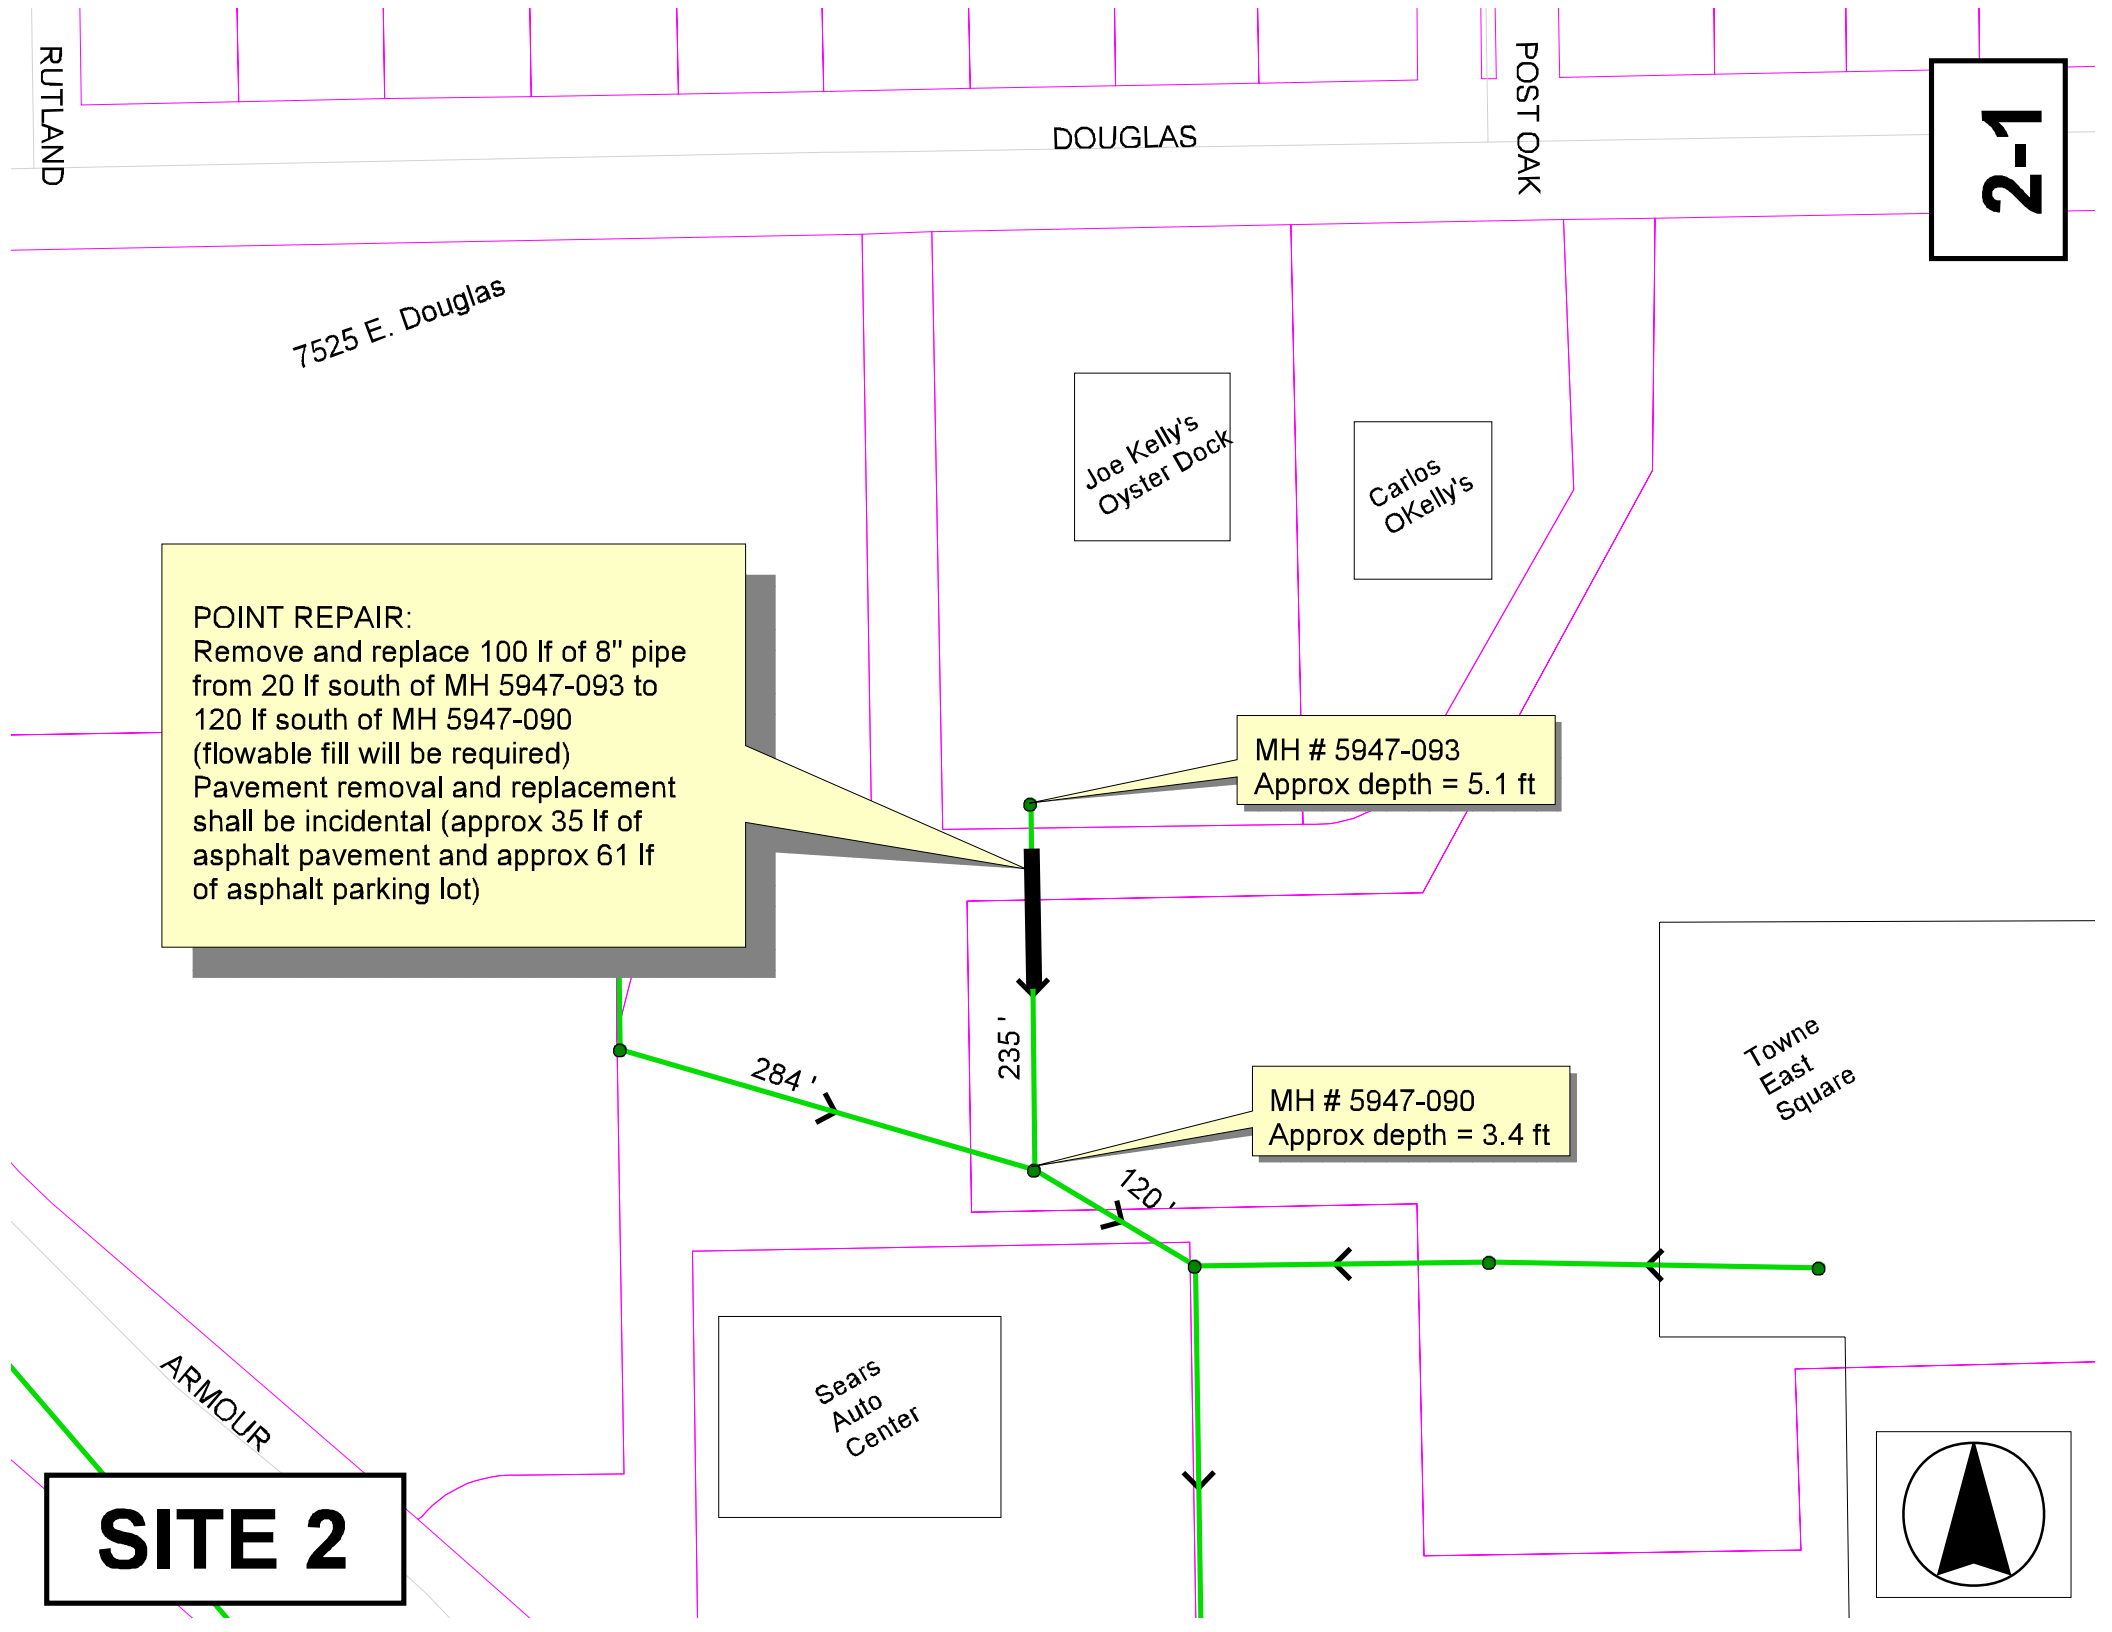 RUTLAND
DOUGLAS
POST OAK
2-1
7525 E. Douglas
Joe Kelly's
Oyster Dock
Carlos
OKelly's
POINT REPAIR:
Remove and replace 100 lf of 8" pipe
from 20 lf south of MH 5947-093 to
120 lf south of MH 5947-090
(flowable fill will be required)
Pavement removal and replacement
shall be incidental (approx 35 lf of
asphalt pavement and approx 61 lf
of asphalt parking lot)
MH # 5947-093
Approx depth = 5.1 ft
235 '
284 '
MH # 5947-090
Approx depth = 3.4 ft
120 '
Towne
East
Square
Sears
Auto
Center
ARMOUR
SITE 2